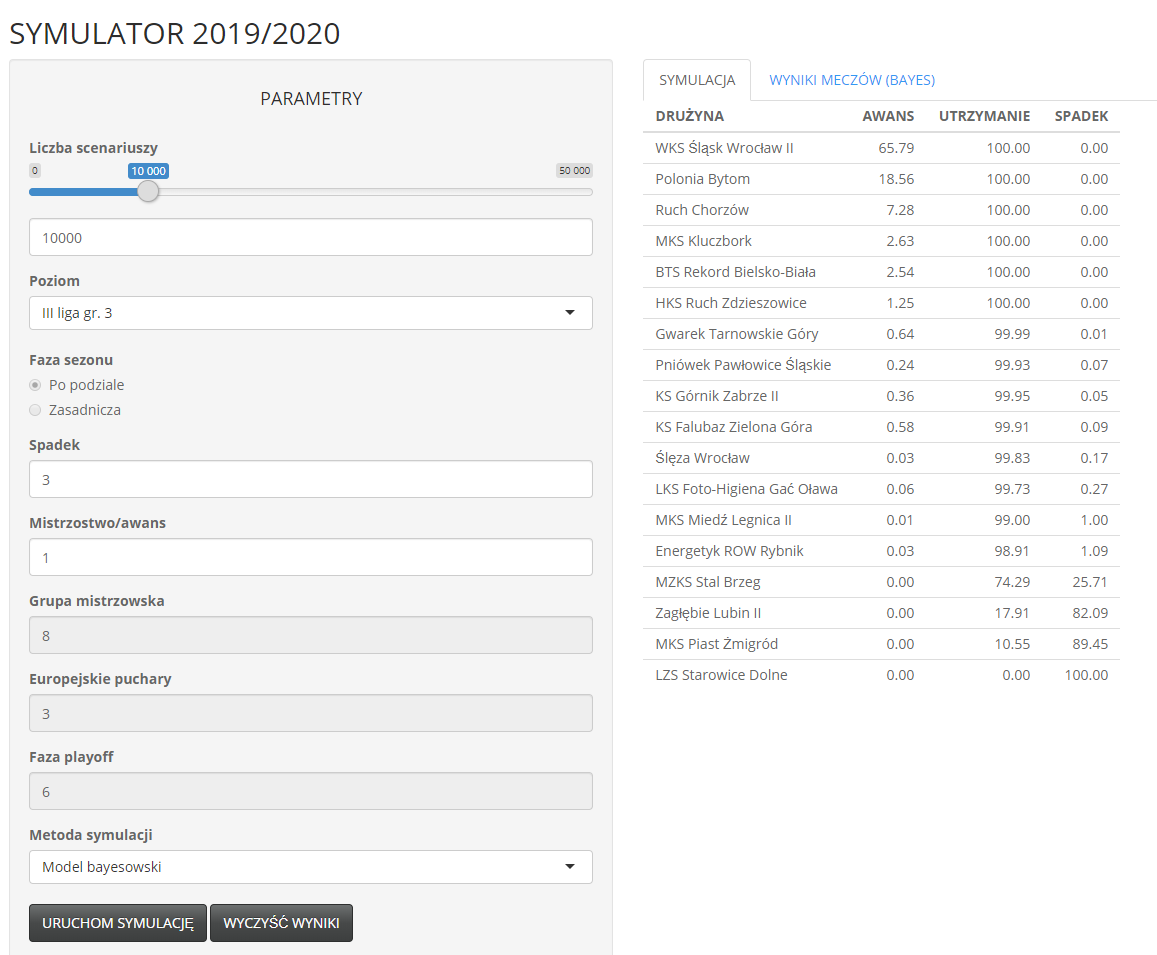 SYMULATOR 2019/2020
PARAMETRY
Liczba scenariuszy
0 10 000 50 000
10000
Poziom
III liga gr. 3
Faza sezonu
Po podziale
Zasadnicza
Spadek
3
Mistrzostwo/awans
1
Grupa mistrzowska
8
Europejskie puchary
3
Faza playoff
6
Metoda symulacji
Model bayesowski
URUCHOM SYMULACJĘ WYCZYŚĆ WYNIKI
SYMULACJA WYNIKI MECZÓW (BAYES)
DRUŻYNA AWANS UTRZYMANIE SPADEK
WKS Śląsk Wrocław II 65.79 100.00 0.00
Polonia Bytom 18.56 100.00 0.00
Ruch Chorzów 7.28 100.00 0.00
MKS Kluczbork 2.63 100.00 0.00
BTS Rekord Bielsko-Biała 2.54 100.00 0.00
HKS Ruch Zdzieszowice 1.25 100.00 0.00
Gwarek Tarnowskie Góry 0.64 99.99 0.01
Pniówek Pawłowice Śląskie 0.24 99.93 0.07
KS Górnik Zabrze II 0.36 99.95 0.05
KS Falubaz Zielona Góra 0.58 99.91 0.09
Ślęza Wrocław 0.03 99.83 0.17
LKS Foto-Higiena Gać Oława 0.06 99.73 0.27
MKS Miedź Legnica II 0.01 99.00 1.00
Energetyk ROW Rybnik 0.03 98.91 1.09
MZKS Stal Brzeg 0.00 74.29 25.71
Zagłębie Lubin II 0.00 17.91 82.09
MKS Piast Żmigród 0.00 10.55 89.45
LZS Starowice Dolne 0.00 0.00 100.00